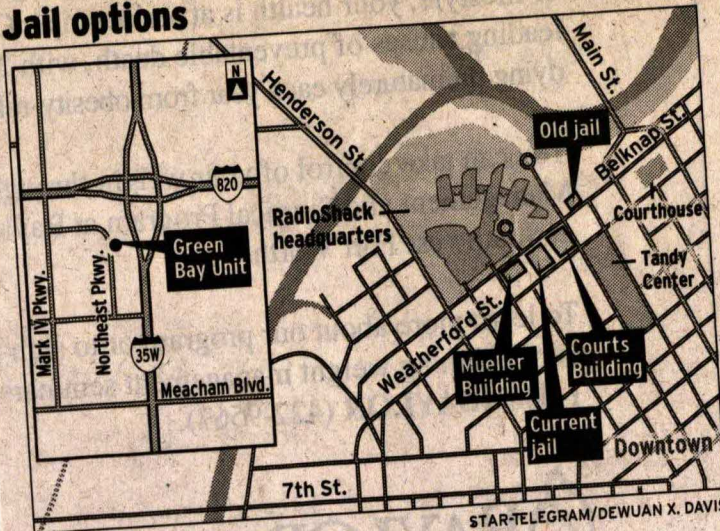 Jail options
N
820
Green
Bay Unit
Mark IV Pkwy.
Northeast Pkwy.
35W
Meacham Blvd.
Henderson St.
Main St.
Old jail
Belknap St.
RadioShack
headquarters
Courthouse
Tandy
Center
Weatherford St.
Mueller
Building
Courts
Building
Current
jail
Downtown
7th St.
STAR-TELEGRAM/DEWUAN X. DAVIS